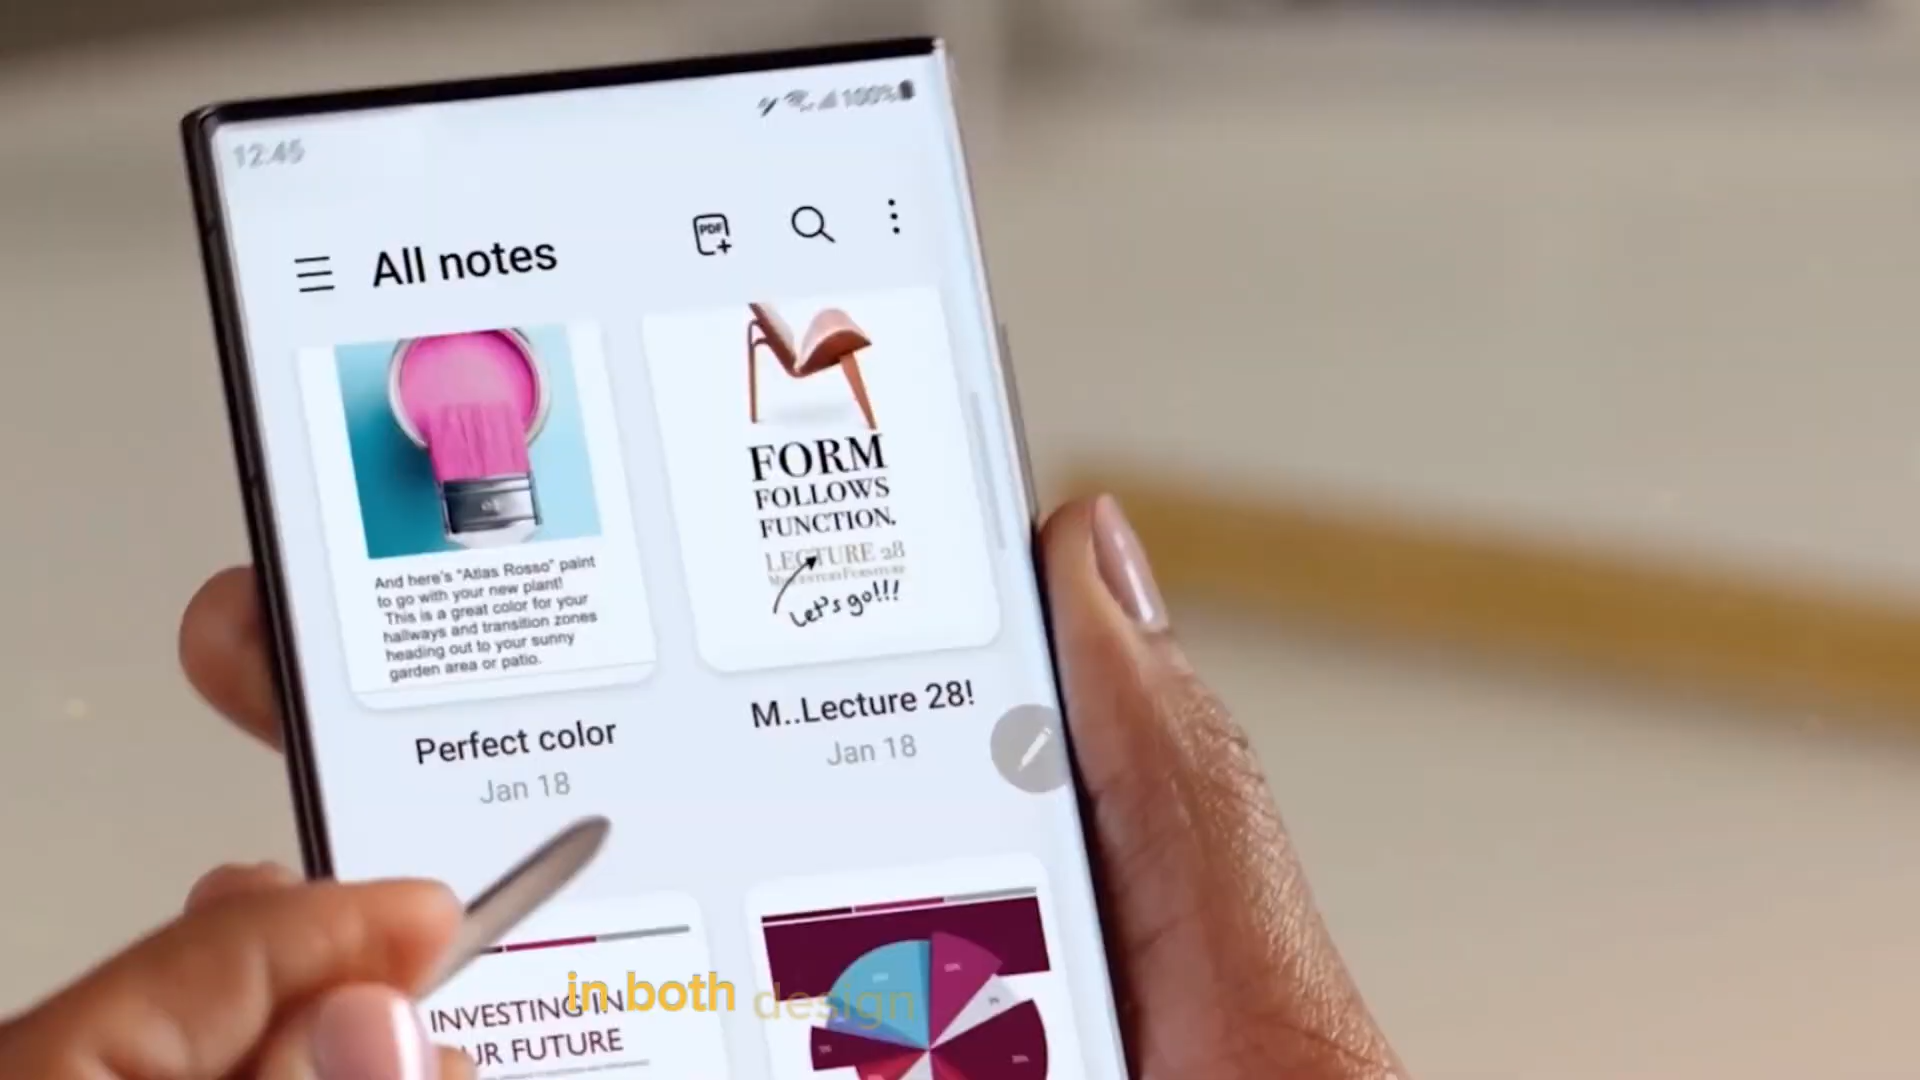 12:45
100%
All notes
PDF
And here's "Atlas Rosso" paint
to go with your new plant!
This is a great color for your
hallways and transition zones
heading out to your sunny
garden area or patio.
Perfect color
Jan 18
FORM
FOLLOWS
FUNCTION.
LECTURE 28
Let's go!!!
M..Lecture 28!
Jan 18
INVESTING IN
UR FUTURE
in both design